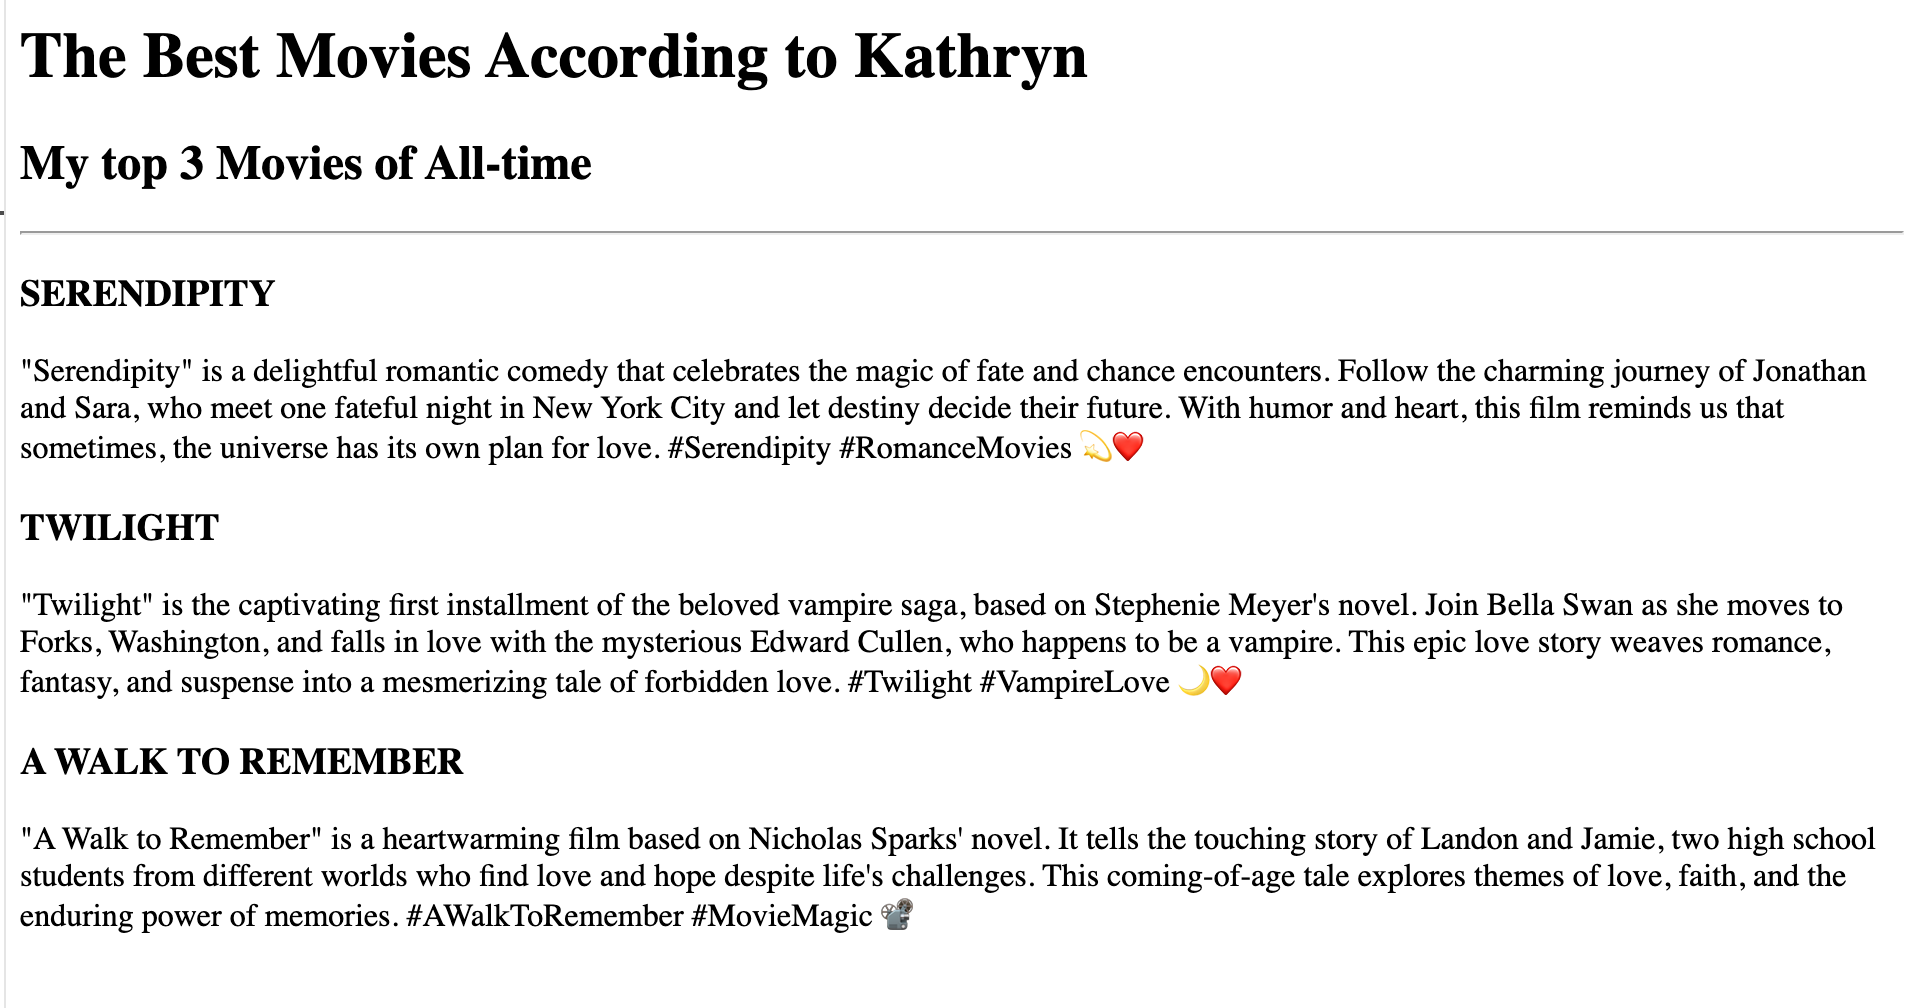 The Best Movies According to Kathryn
My top 3 Movies of All-time
SERENDIPITY
"Serendipity" is a delightful romantic comedy that celebrates the magic of fate and chance encounters. Follow the charming journey of Jonathan
and Sara, who meet one fateful night in New York City and let destiny decide their future. With humor and heart, this film reminds us that
sometimes, the universe has its own plan for love. #Serendipity #RomanceMovies 💫❤️
TWILIGHT
"Twilight" is the captivating first installment of the beloved vampire saga, based on Stephenie Meyer's novel. Join Bella Swan as she moves to
Forks, Washington, and falls in love with the mysterious Edward Cullen, who happens to be a vampire. This epic love story weaves romance,
fantasy, and suspense into a mesmerizing tale of forbidden love. #Twilight #VampireLove 🌙❤️
A WALK TO REMEMBER
"A Walk to Remember" is a heartwarming film based on Nicholas Sparks' novel. It tells the touching story of Landon and Jamie, two high school
students from different worlds who find love and hope despite life's challenges. This coming-of-age tale explores themes of love, faith, and the
enduring power of memories. #AWalkToRemember #MovieMagic 📽️